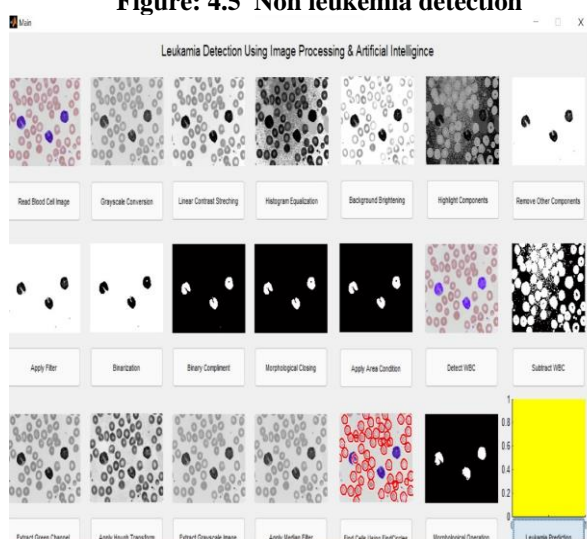 Figure: 4.5 Non leukemia detection
Main
Leukamia Detection Using Image Processing & Artificial Intelligince
Read Blood Cell Image Grayscale Conversion Linear Contrast Streching Histogram Equalization Background Brightening Highlight Components Remove Other Components
Apply Filter Binarization Binary Compliment Morphological Closing Apply Area Condition Detect WBC Subtract WBC
1
0.8
0.6
0.4
0.2
0
Extract Green Channel Apply Hough Transform Extract Grayscale Image Apply Median Filter Find Cells Using FindCircles Morphological Operation Leukamia Prediction